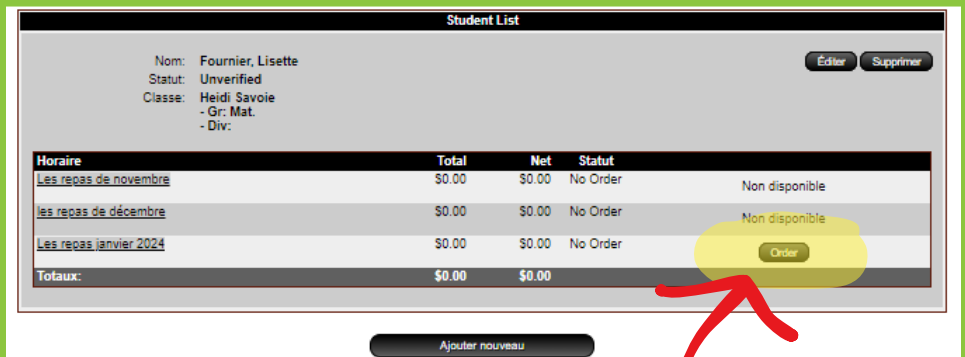 Student List
Nom: Fournier, Lisette
Éditer Supprimer
Statut: Unverified
Classe: Heidi Savoie
- Gr: Mat.
- Div:
Horaire Total Net Statut
Les repas de novembre $0.00 $0.00 No Order Non disponible
les repas de décembre $0.00 $0.00 No Order Non disponible
Les repas janvier 2024 $0.00 $0.00 No Order Order
Totaux: $0.00 $0.00
Ajouter nouveau